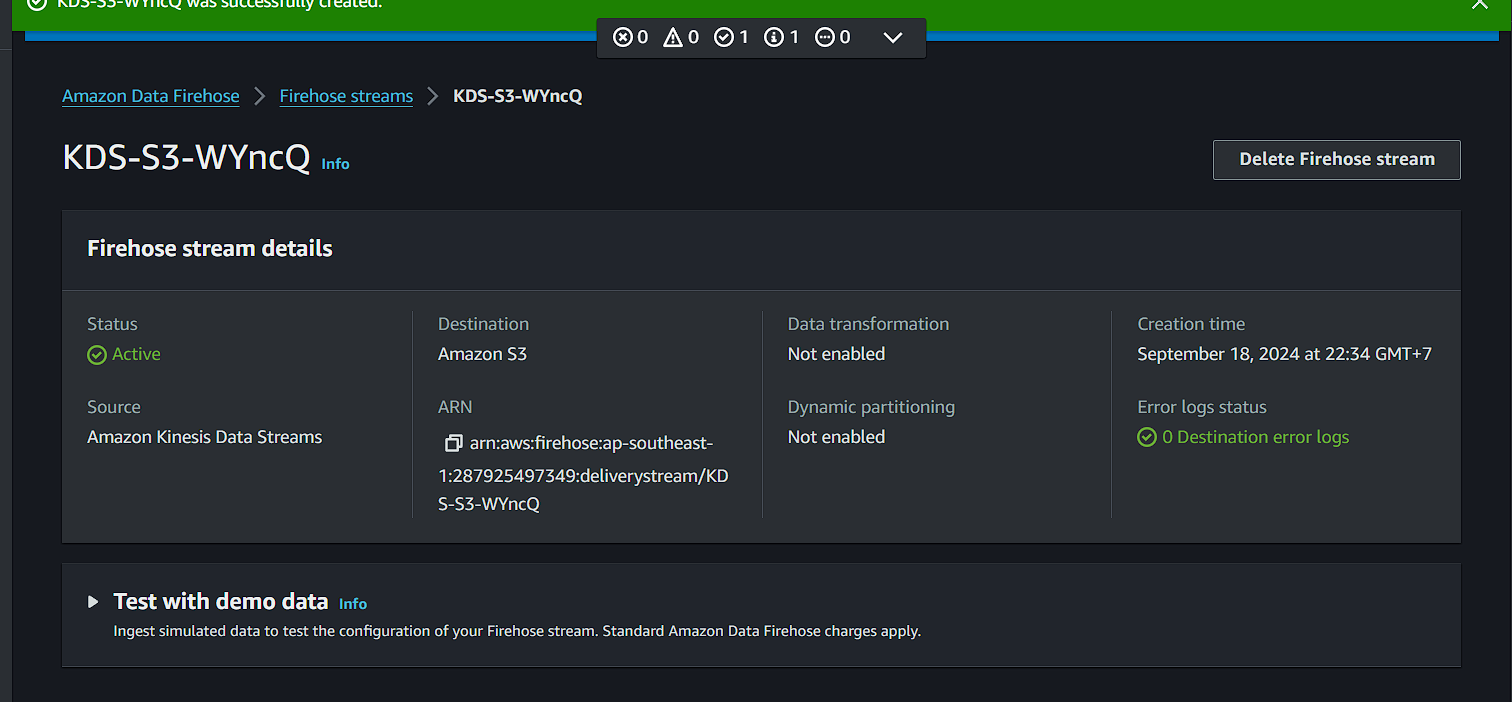 KDS-S3-WYncQ was successfully created.
0 0 1 1 0
Amazon Data Firehose Firehose streams KDS-S3-WYncQ
KDS-S3-WYncQ Info
Delete Firehose stream
Firehose stream details
Status
Active
Source
Amazon Kinesis Data Streams
Destination
Amazon S3
ARN
arn:aws:firehose:ap-southeast-
1:287925497349:deliverystream/KD
S-S3-WYncQ
Data transformation
Not enabled
Dynamic partitioning
Not enabled
Creation time
September 18, 2024 at 22:34 GMT+7
Error logs status
0 Destination error logs
Test with demo data Info
Ingest simulated data to test the configuration of your Firehose stream. Standard Amazon Data Firehose charges apply.